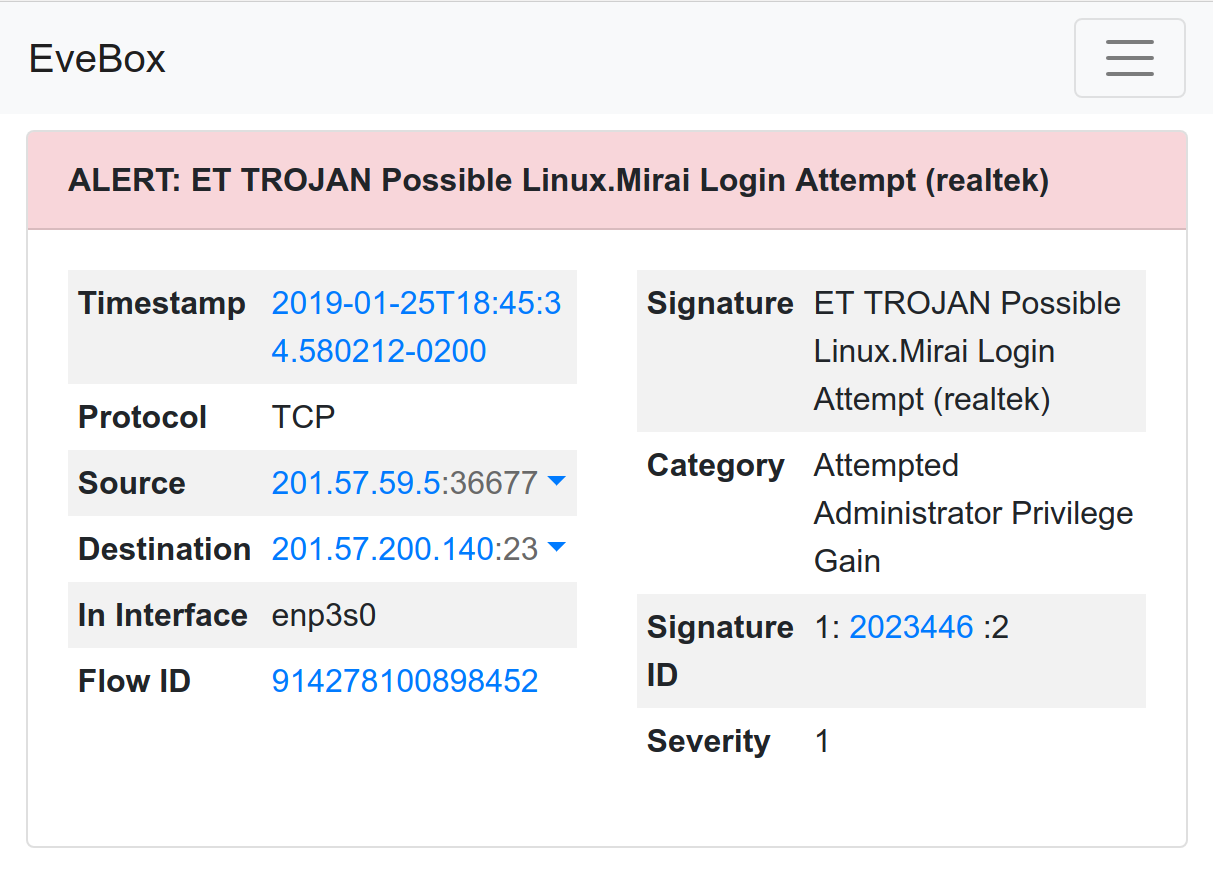 EveBox
ALERT: ET TROJAN Possible Linux.Mirai Login Attempt (realtek)
Timestamp 2019-01-25T18:45:3
4.580212-0200
Protocol TCP
Source 201.57.59.5:36677
Destination 201.57.200.140:23
In Interface enp3s0
Flow ID 914278100898452
Signature ET TROJAN Possible
Linux.Mirai Login
Attempt (realtek)
Category Attempted
Administrator Privilege
Gain
Signature 1: 2023446 :2
ID
Severity 1